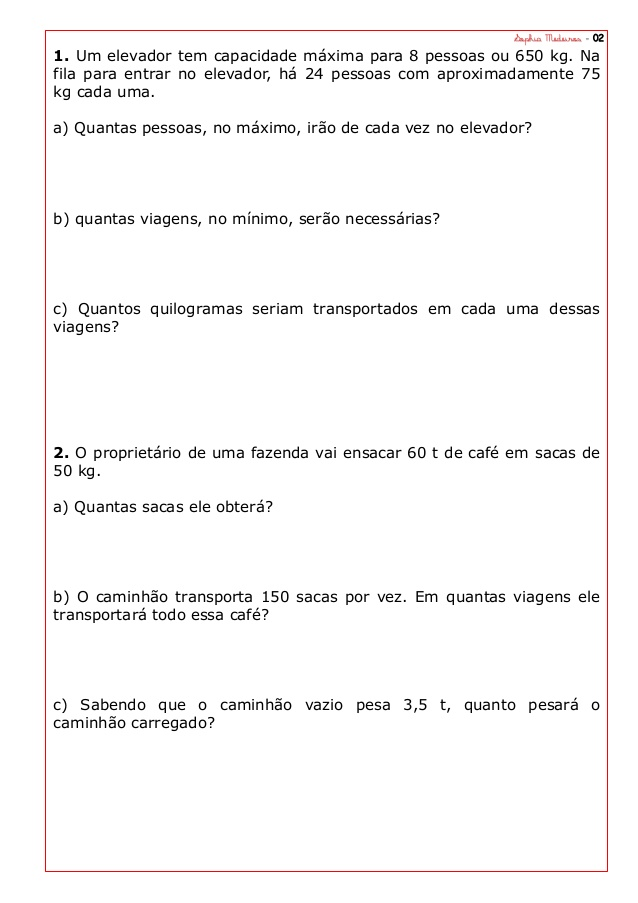 Sophia Medeiros - 02
1. Um elevador tem capacidade máxima para 8 pessoas ou 650 kg. Na
fila para entrar no elevador, há 24 pessoas com aproximadamente 75
kg cada uma.
a) Quantas pessoas, no máximo, irão de cada vez no elevador?
b) quantas viagens, no mínimo, serão necessárias?
c) Quantos quilogramas seriam transportados em cada uma dessas
viagens?
2. O proprietário de uma fazenda vai ensacar 60 t de café em sacas de
50 kg.
a) Quantas sacas ele obterá?
b) O caminhão transporta 150 sacas por vez. Em quantas viagens ele
transportará todo essa café?
c) Sabendo que o caminhão vazio pesa 3,5 t, quanto pesará o
caminhão carregado?